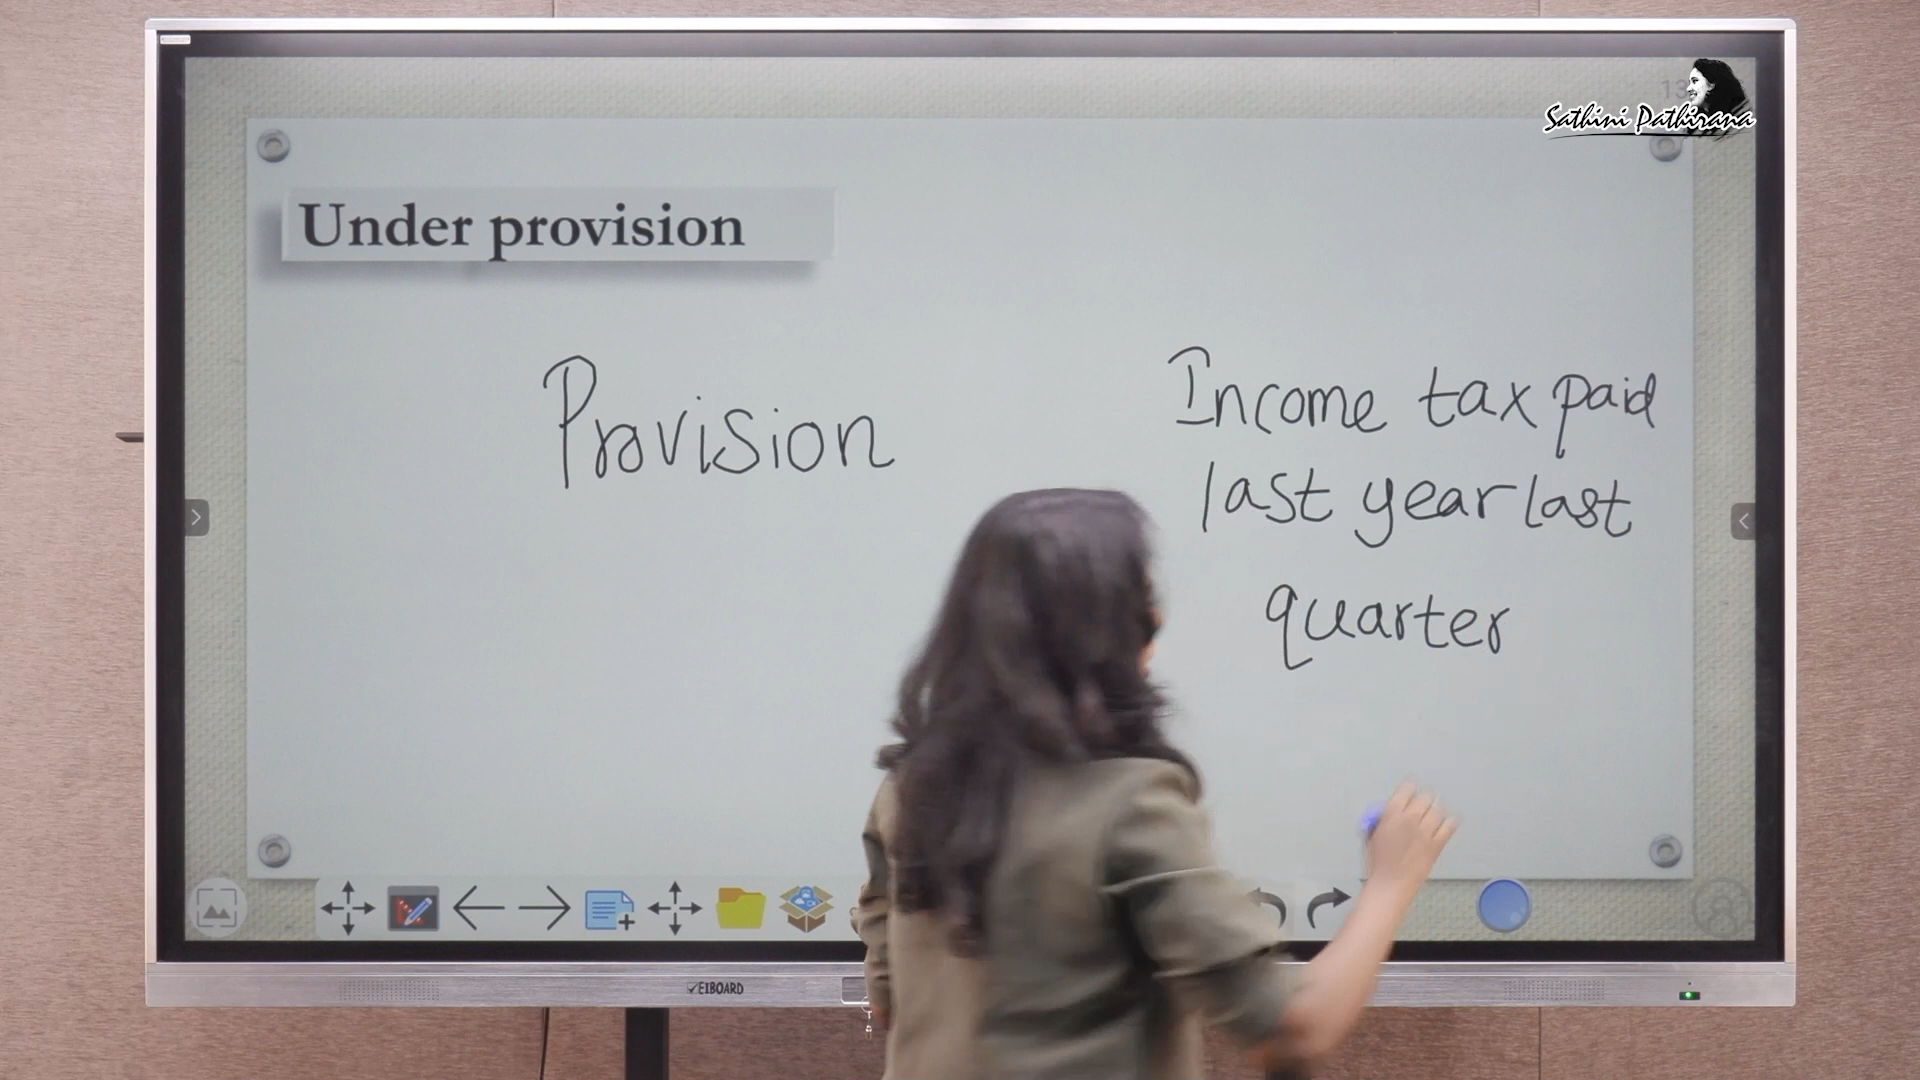 Sathini Pathirana
Under provision
Provision
Income tax paid
last year last
quarter
EIBOARD